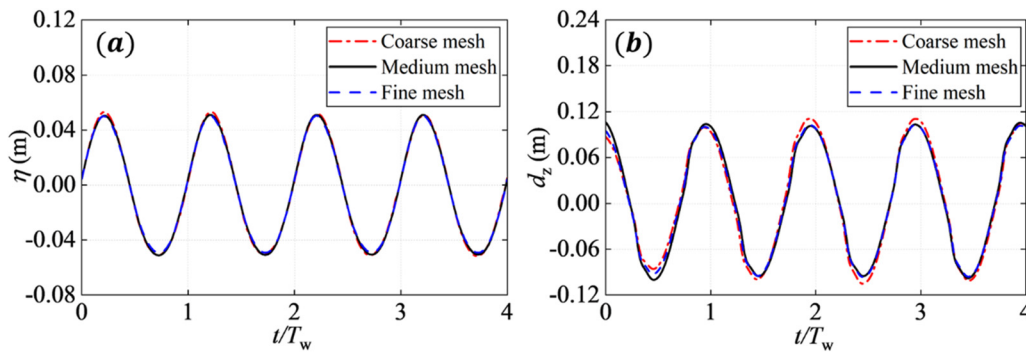 0.12
0.08
0.04
0.00
-0.04
-0.08
η (m)
(a)
Coarse mesh
Medium mesh
Fine mesh
0
1
2
3
4
t/Tw
0.24
0.18
0.12
0.06
0.00
-0.06
-0.12
dz (m)
(b)
Coarse mesh
Medium mesh
Fine mesh
0
1
2
3
4
t/Tw